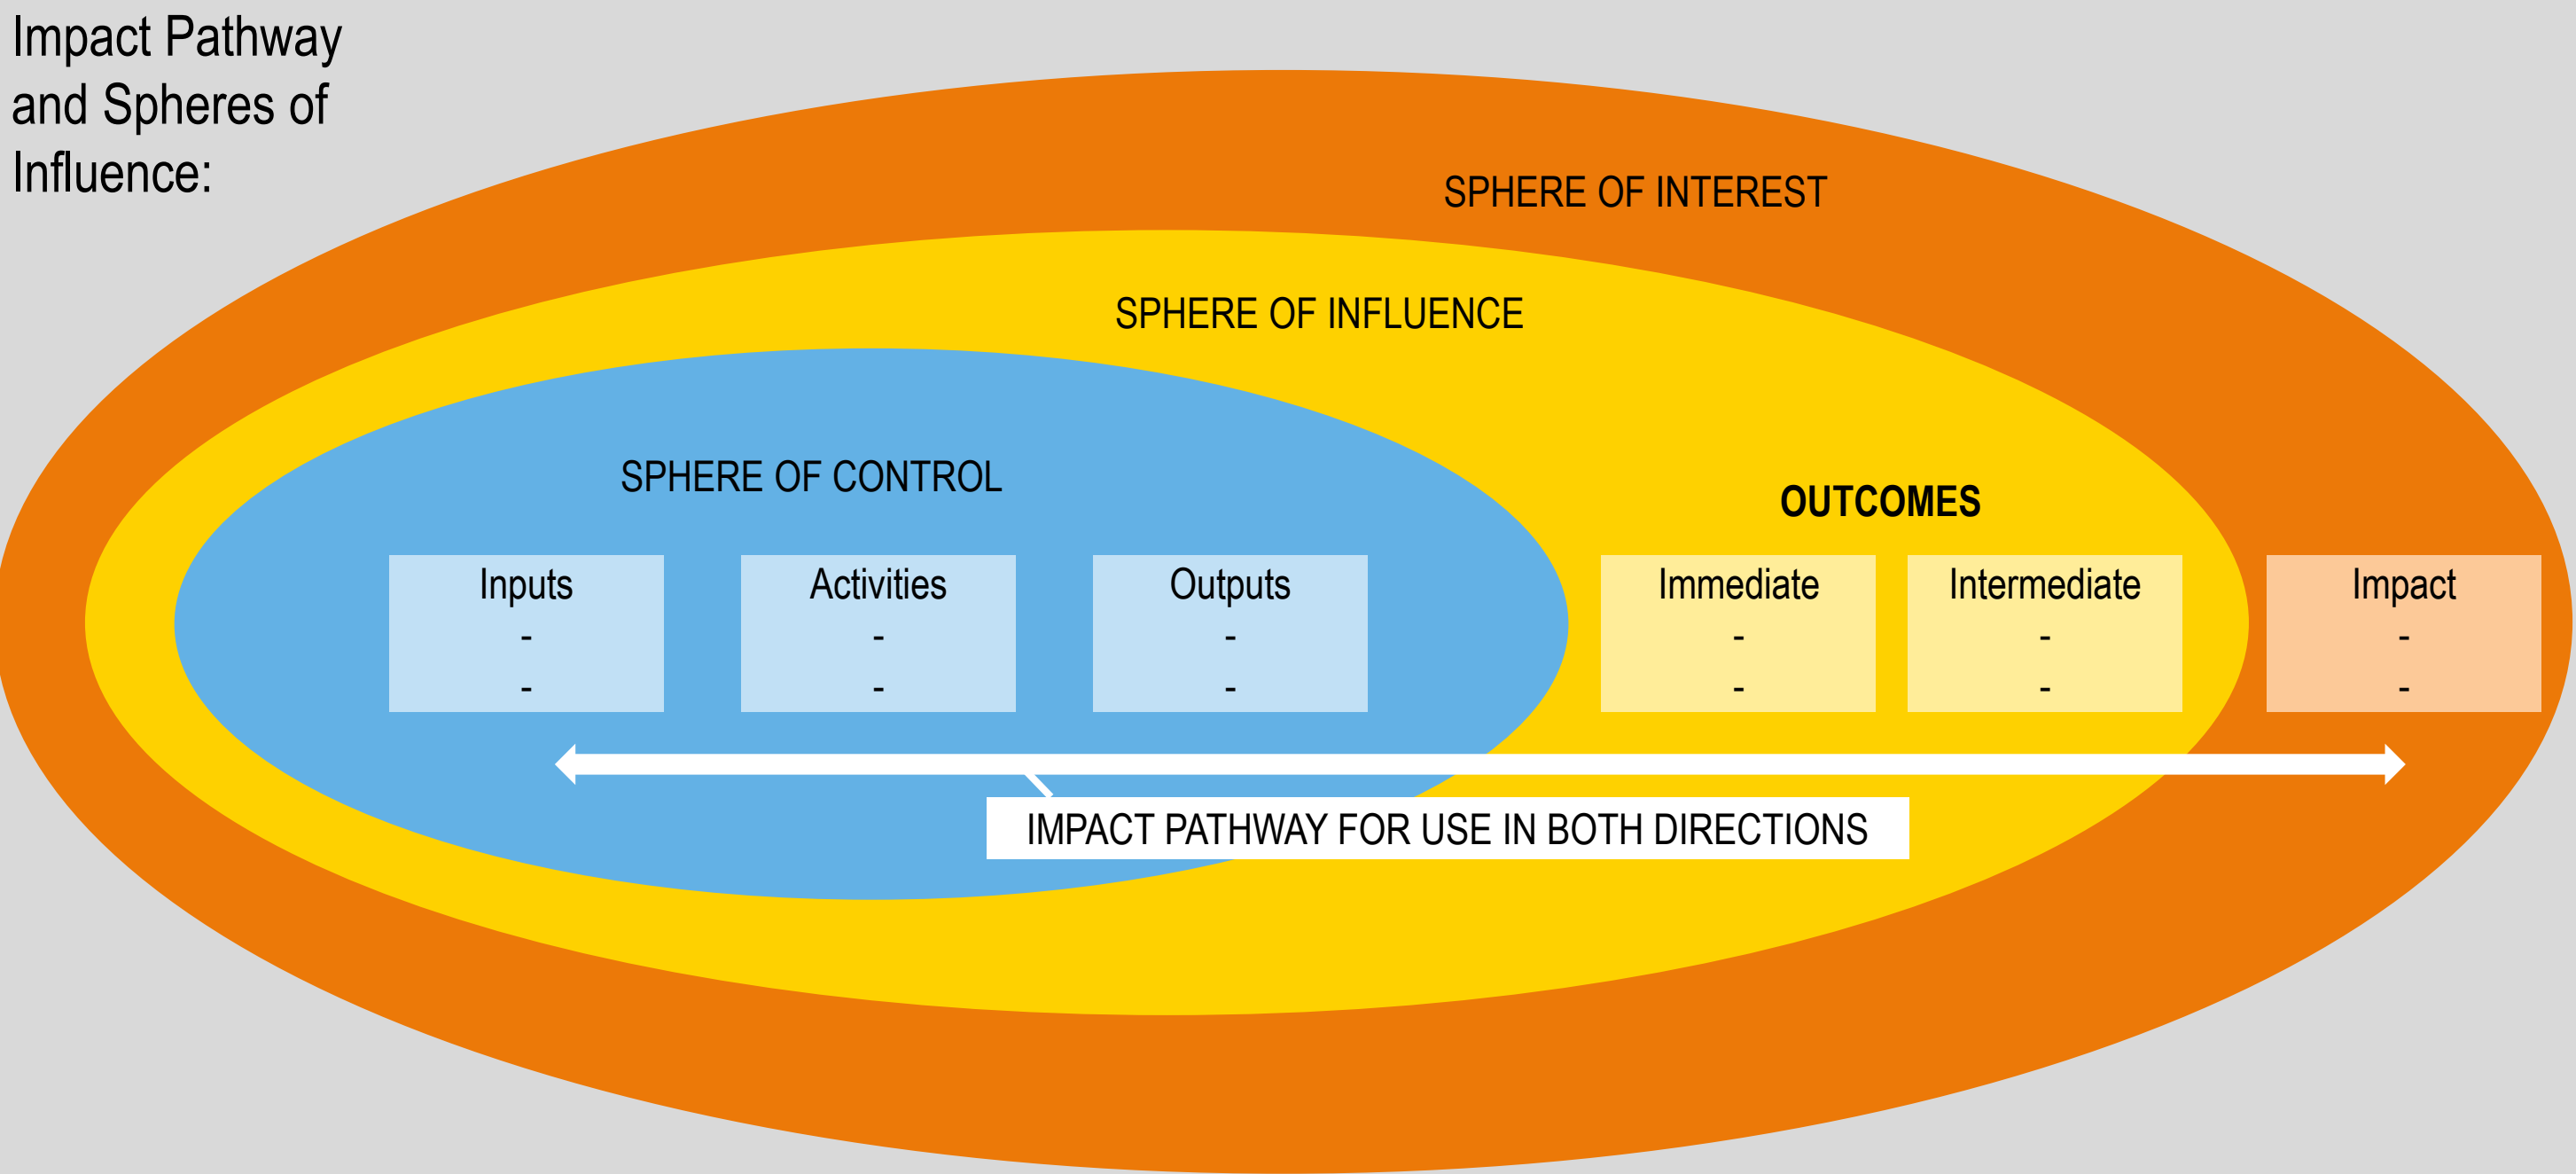 Impact Pathway
and Spheres of
Influence:
SPHERE OF INTEREST
SPHERE OF INFLUENCE
SPHERE OF CONTROL
OUTCOMES
Inputs
-
-
Activities
-
-
Outputs
-
-
Immediate
-
-
Intermediate
-
-
Impact
-
-
IMPACT PATHWAY FOR USE IN BOTH DIRECTIONS